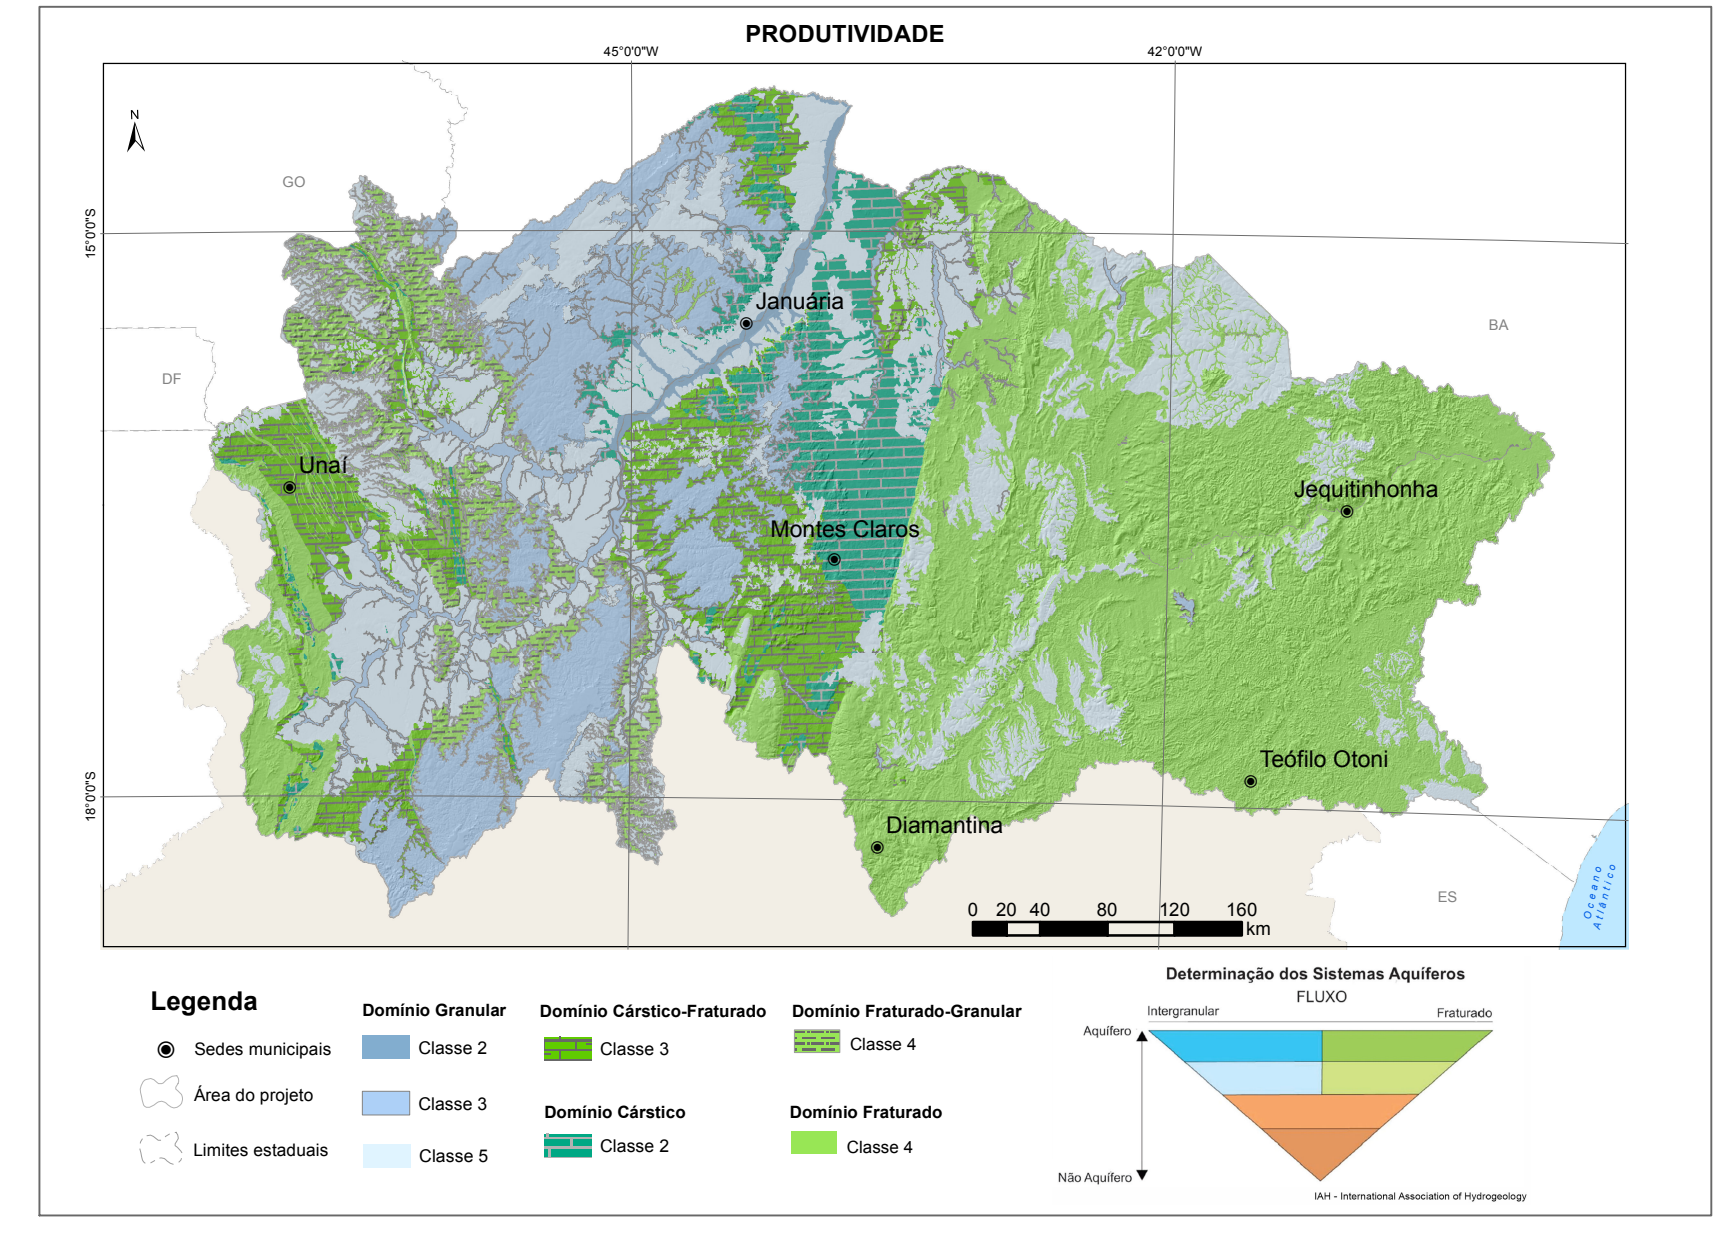 PRODUTIVIDADE
45°0'0"W
42°0'0"W
N
GO
15°0'0"S
Januária
BA
DF
Unaí
Jequitinhonha
Montes Claros
Teófilo Otoni
18°0'0"S
Diamantina
ES
Oceano
Atlântico
0 20 40 80 120 160
km
Legenda
Sedes municipais
Área do projeto
Limites estaduais
Domínio Granular
Classe 2
Classe 3
Classe 5
Domínio Cárstico-Fraturado
Classe 3
Domínio Cárstico
Classe 2
Domínio Fraturado-Granular
Classe 4
Domínio Fraturado
Classe 4
Determinação dos Sistemas Aquíferos
FLUXO
Intergranular
Fraturado
Aquífero
Não Aquífero
IAH - International Association of Hydrogeology